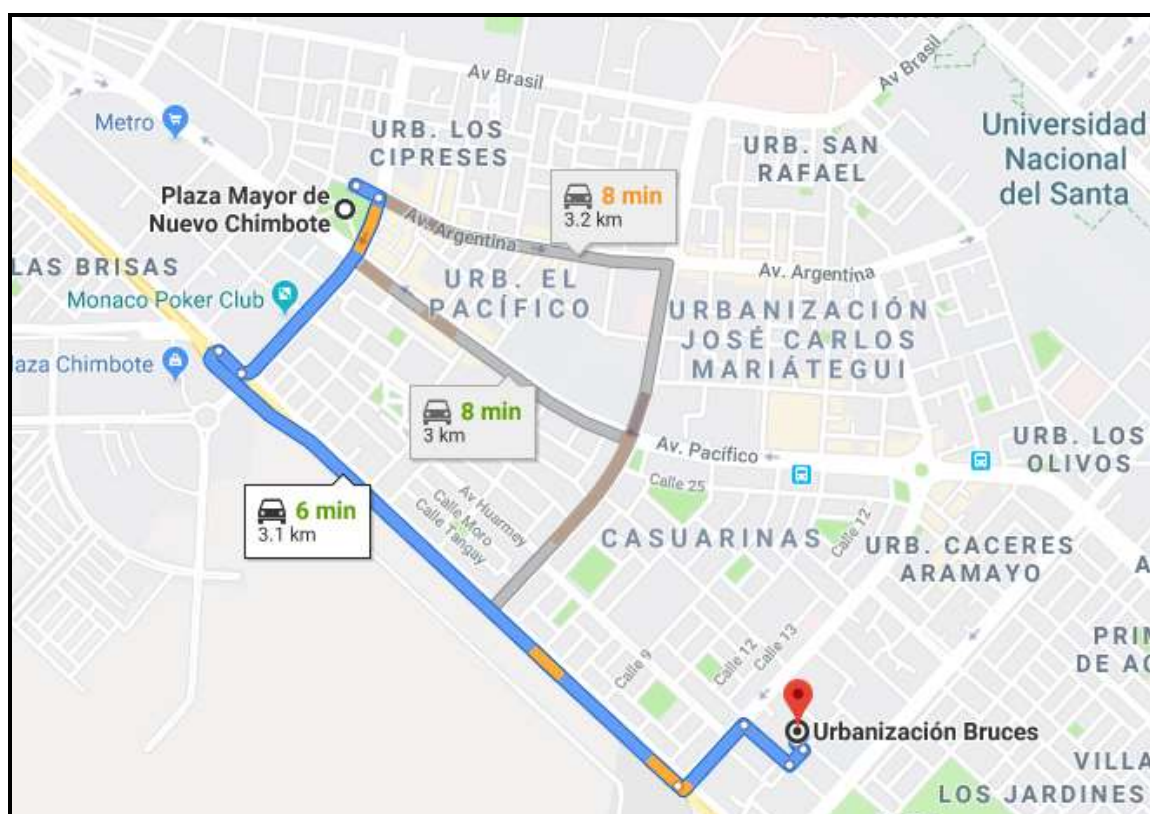 Av Brasil
Av Brasil
Metro
URB. LOS
CIPRESES
URB. SAN
RAFAEL
Universidad
Nacional
del Santa
Plaza Mayor de
Nuevo Chimbote
8 min
3.2 km
Av. Argentina
Av. Argentina
LAS BRISAS
URB. EL
PACÍFICO
Monaco Poker Club
URBANIZACIÓN
JOSÉ CARLOS
MARIÁTEGUI
laza Chimbote
8 min
3 km
Av. Pacífico
URB. LOS
OLIVOS
Calle 25
6 min
3.1 km
Av Huarmey
Calle Moro
Calle Tangay
CASUARINAS
Calle 12
URB. CACERES
ARAMAYO
A
PRIM
DE AC
Calle 9
Calle 12
Calle 13
Urbanización Bruces
VILLA
LOS JARDINES